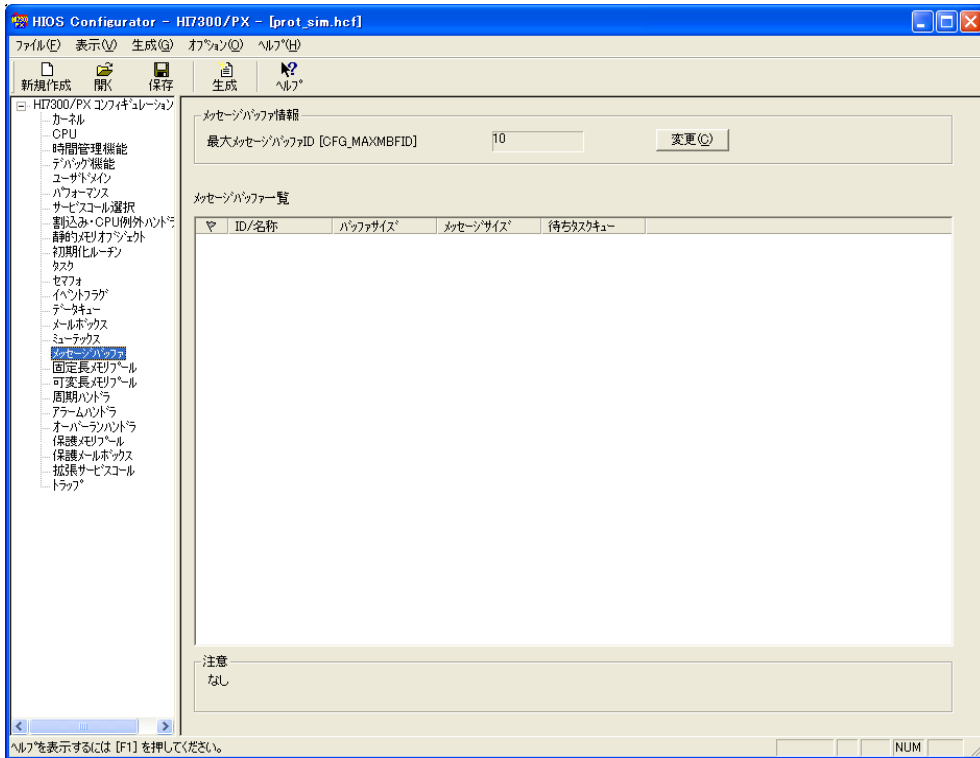 HIOS Configurator - HI7300/PX - [prot_sim.hcf]
ﾌｧｲﾙ(F) 表示(V) 生成(G) ｵﾌﾟｼｮﾝ(O) ﾍﾙﾌﾟ(H)
新規作成 開く 保存 生成 ﾍﾙﾌﾟ
HI7300/PX ｺﾝﾌｨｷﾞｭﾚｰｼｮﾝ
ｶｰﾈﾙ
CPU
時間管理機能
ﾃﾞﾊﾞｯｸﾞ機能
ﾕｰｻﾞﾄﾞﾒｲﾝ
ﾊﾟﾌｫｰﾏﾝｽ
ｻｰﾋﾞｽｺｰﾙ選択
割込み・CPU例外ﾊﾝﾄﾞﾗ
静的ﾒﾓﾘｵﾌﾞｼﾞｪｸﾄ
初期化ﾙｰﾁﾝ
ﾀｽｸ
ｾﾏﾌｫ
ｲﾍﾞﾝﾄﾌﾗｸﾞ
ﾃﾞｰﾀｷｭｰ
ﾒｰﾙﾎﾞｯｸｽ
ﾐｭｰﾃｯｸｽ
ﾒｯｾｰｼﾞﾊﾞｯﾌｧ
固定長ﾒﾓﾘﾌﾟｰﾙ
可変長ﾒﾓﾘﾌﾟｰﾙ
周期ﾊﾝﾄﾞﾗ
ｱﾗｰﾑﾊﾝﾄﾞﾗ
ｵｰﾊﾞｰﾗﾝﾊﾝﾄﾞﾗ
保護ﾒﾓﾘﾌﾟｰﾙ
保護ﾒｰﾙﾎﾞｯｸｽ
拡張ｻｰﾋﾞｽｺｰﾙ
ﾄﾗｯﾌﾟ
ﾒｯｾｰｼﾞﾊﾞｯﾌｧ情報
最大ﾒｯｾｰｼﾞﾊﾞｯﾌｧID [CFG_MAXMBFID] 10 変更(C)
ﾒｯｾｰｼﾞﾊﾞｯﾌｧ一覧
ID/名称 ﾊﾞｯﾌｧｻｲｽﾞ ﾒｯｾｰｼﾞｻｲｽﾞ 待ちﾀｽｸｷｭｰ
注意
なし
ﾍﾙﾌﾟを表示するには [F1] を押してください。 NUM